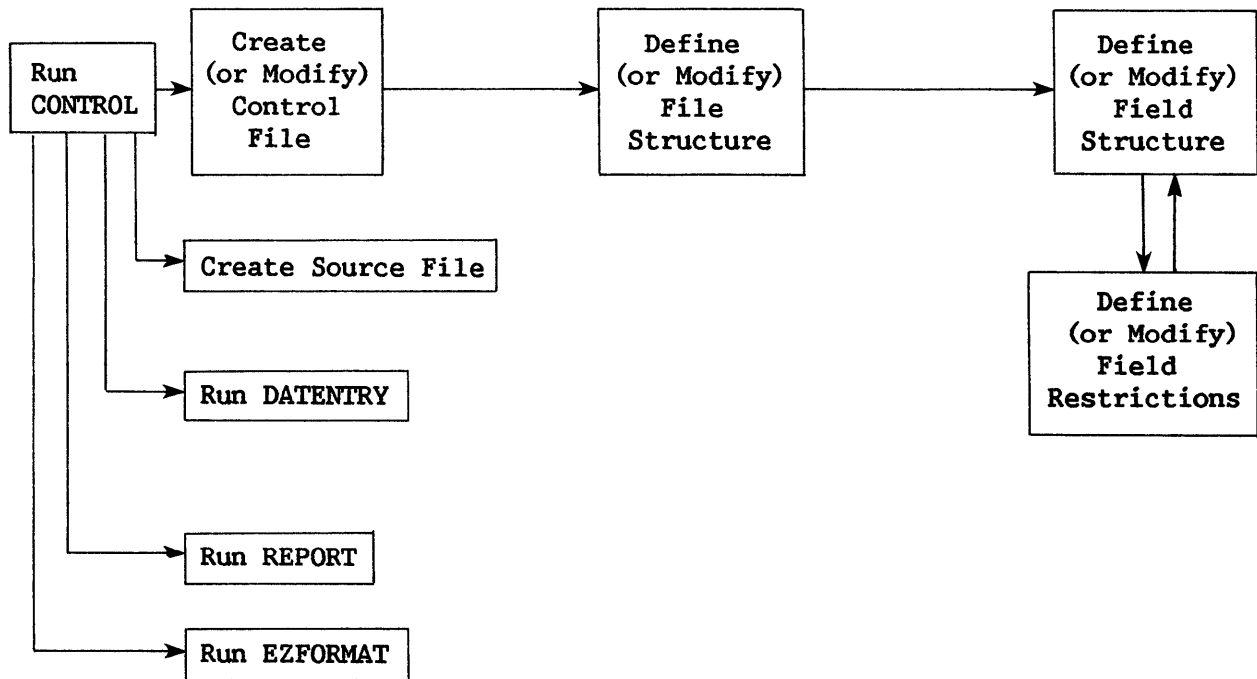 Run
CONTROL
Create
(or Modify)
Control
File
Define
(or Modify)
File
Structure
Define
(or Modify)
Field
Structure
Define
(or Modify)
Field
Restrictions
Create Source File
Run DATENTRY
Run REPORT
Run EZFORMAT